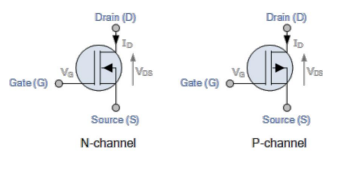 Drain (D)
Drain (D)
ID
ID
VG
VDS
VG
VDS
Gate (G)
Gate (G)
Source (S)
Source (S)
N-channel
P-channel